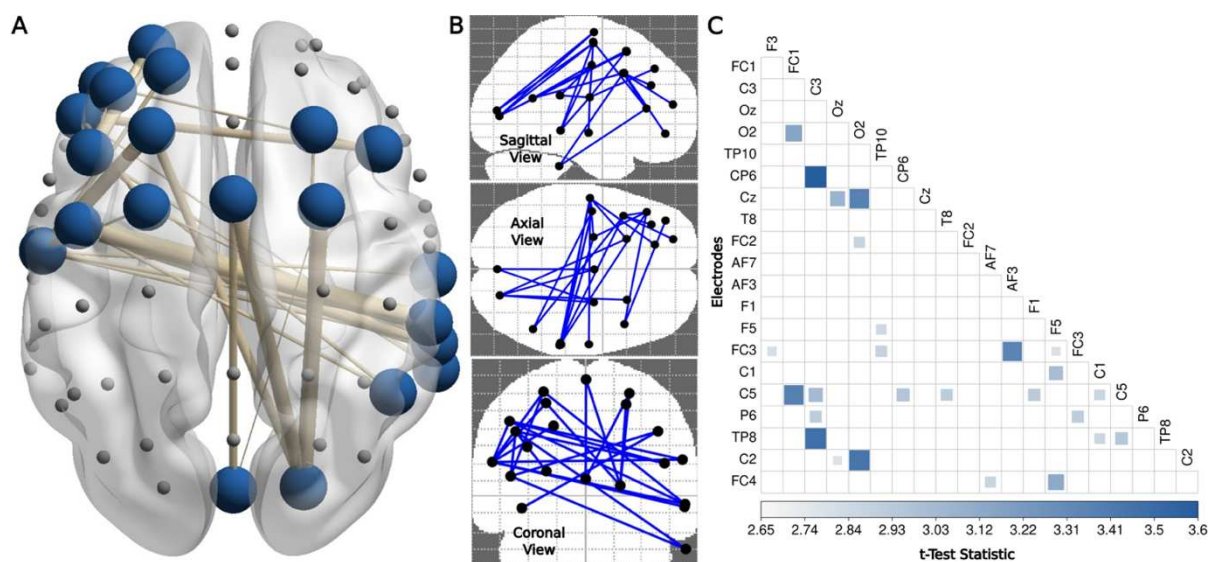 A
B
C
Sagittal
View
Axial
View
Coronal
View
F3
FC1
C3
Oz
O2
TP10
CP6
Cz
T8
FC2
AF7
AF3
F1
F5
FC3
C1
C5
P6
TP8
C2
Electrodes
FC1
C3
Oz
O2
TP10
CP6
Cz
T8
FC2
AF7
AF3
F1
F5
FC3
C1
C5
P6
TP8
C2
FC4
2.65 2.74 2.84 2.93 3.03 3.12 3.22 3.31 3.41 3.5 3.6
t-Test Statistic